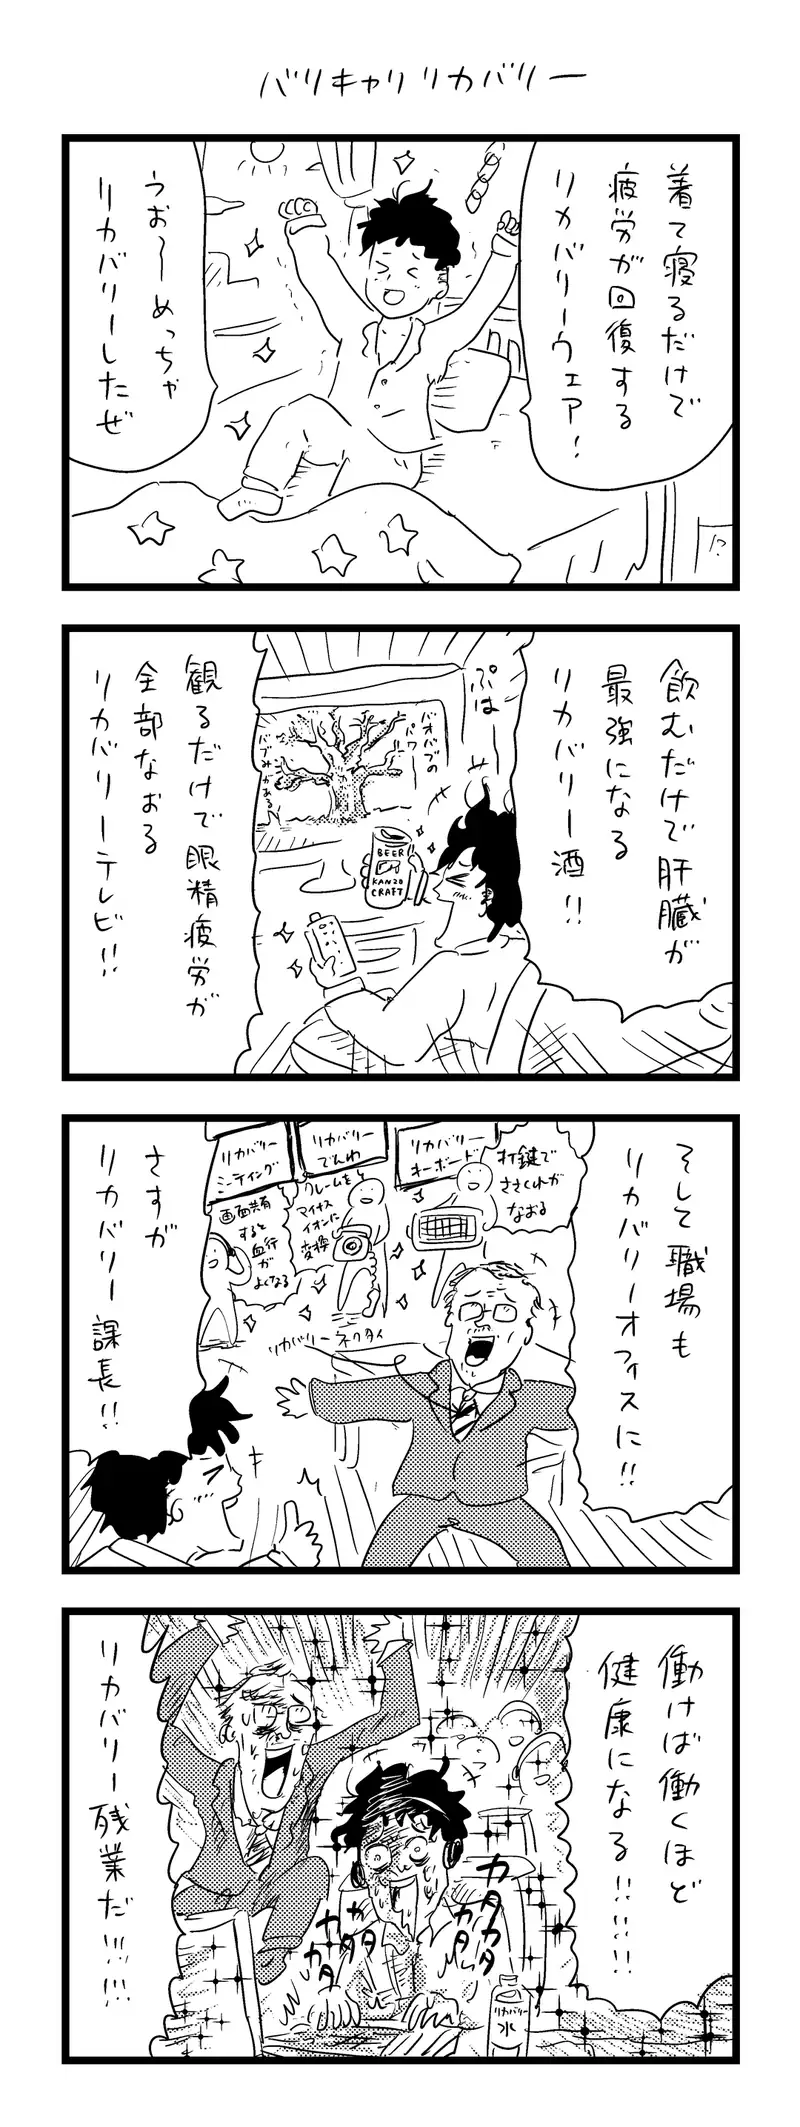 バリキャリリカバリー
着て寝るだけで
疲労が回復する
リカバリーウェア!
うお〜めっちゃ
リカバリーしたぜ
!?
飲むだけで肝臓が
最強になる
リカバリー酒!!
ぷは
バオバブの
パワー
BEER
KANZO
CRAFT
観るだけで眼精疲労が
全部なおる
リカバリーテレビ!!
そして職場も
リカバリーオフィスに!!
リカバリー
キーボード
打鍵で
ささくれが
なおる
リカバリー
でんわ
クレームを
マイナス
イオンに
変換
リカバリー
ミーティング
画面共有
すると
血行
が
よくなる
リカバリーネクタイ
さすが
リカバリー課長!!
働けば働くほど
健康になる!!!!!
カタカタ
カタ
カタ
カタ
カタ
カタ
リカバリー
水
リカバリー残業だ!!!!!!